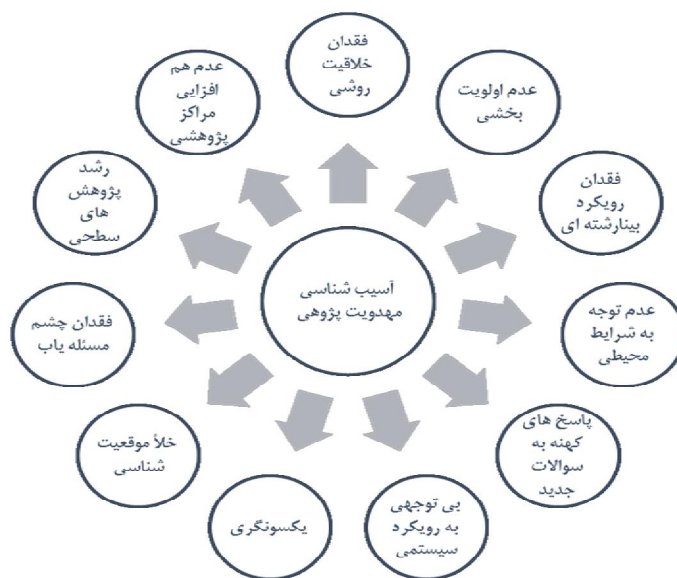 آسیب شناسی
مهدویت پژوهی
فقدان
خلاقیت
روشی
عدم اولویت
بخشی
فقدان
رویکرد
بینارشته ای
عدم توجه
به شرایط
محیطی
پاسخ های
کهنه به
سوالات
جدید
بی توجهی
به رویکرد
سیستمی
یکسونگری
خلأ موقعیت
شناسی
فقدان چشم
مسئله یاب
رشد
پژوهش
های
سطحی
عدم هم
افزایی
مراکز
پژوهشی